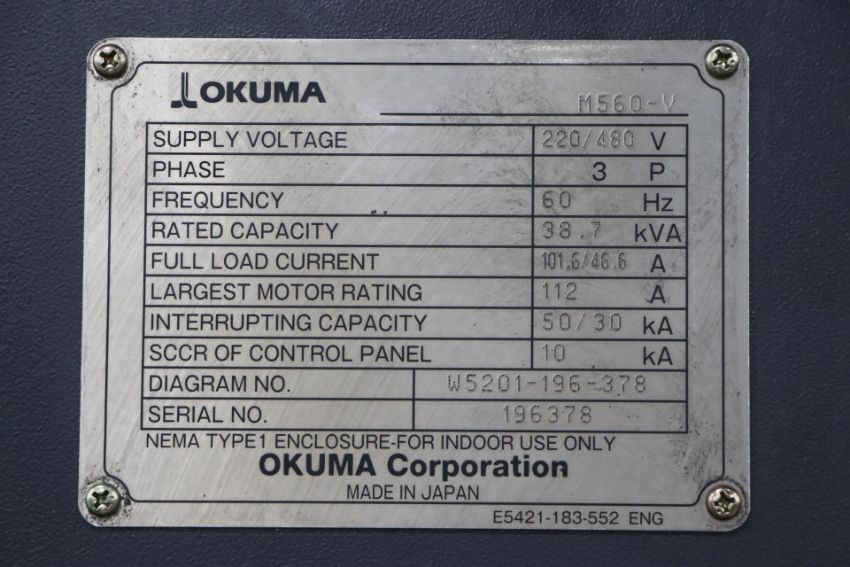 OKUMA
M560-V
SUPPLY VOLTAGE 220/480 V
PHASE 3 P
FREQUENCY 60 Hz
RATED CAPACITY 38.7 kVA
FULL LOAD CURRENT 101.6/46.6 A
LARGEST MOTOR RATING 112 A
INTERRUPTING CAPACITY 50/30 kA
SCCR OF CONTROL PANEL 10 kA
DIAGRAM NO. W5201-196-378
SERIAL NO. 196378
NEMA TYPE1 ENCLOSURE-FOR INDOOR USE ONLY
OKUMA Corporation
MADE IN JAPAN
E5421-183-552 ENG